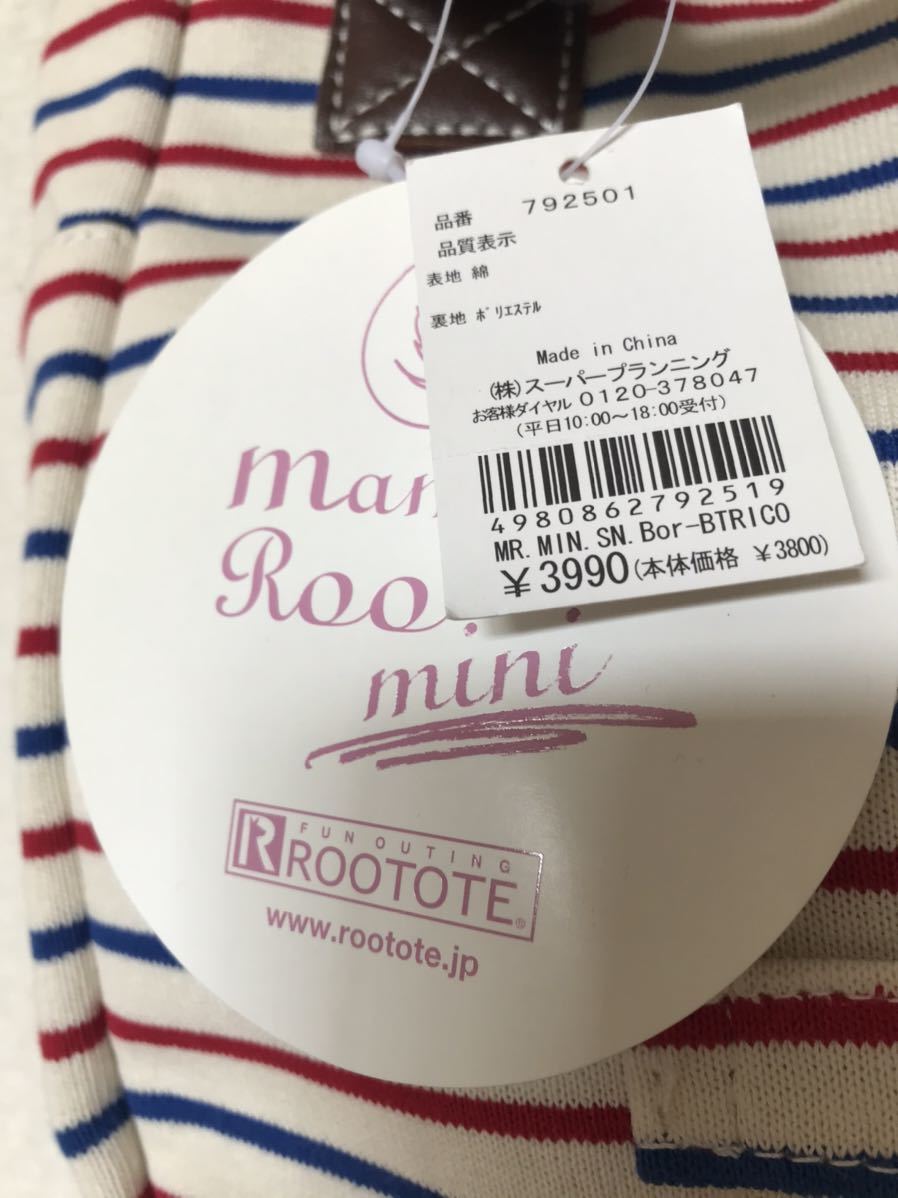 品番 792501
品質表示
表地 綿
裏地 ﾎﾟﾘｴｽﾃﾙ
Made in China
(株)スーパープランニング
お客様ダイヤル 0120-378047
(平日10:00～18:00受付)
4980862792519
MR.MIN.SN.Bor-BTRICO
￥3990(本体価格 ￥3800)
mini
FUN OUTING
R ROOTOTE®
www.rootote.jp